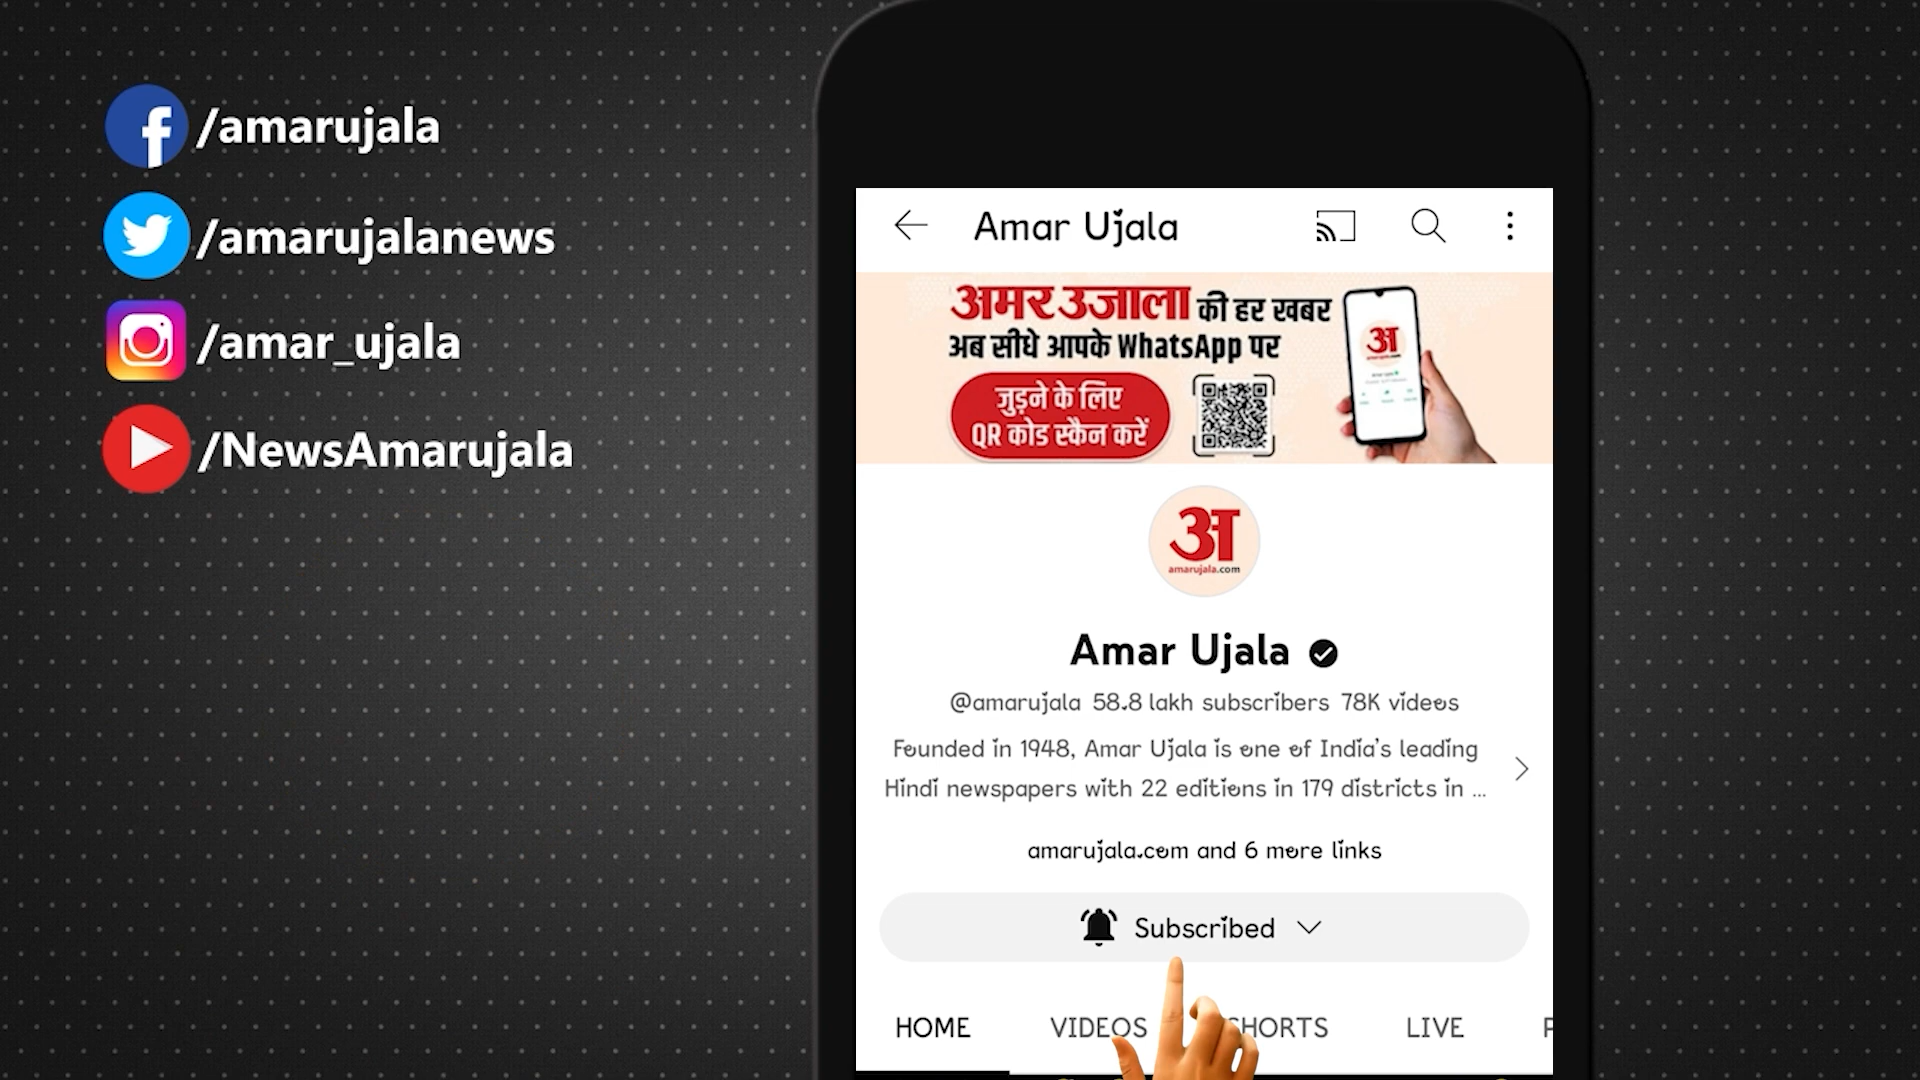 /amarujala
/amarujalanews
/amar_ujala
/NewsAmarujala
Amar Ujala
अमर उजाला की हर खबर
अब सीधे आपके WhatsApp पर
जुड़ने के लिए
QR कोड स्कैन करें
अ
अ
amarujala.com
Amar Ujala
@amarujala 58.8 lakh subscribers 78K videos
Founded in 1948, Amar Ujala is one of India's leading
Hindi newspapers with 22 editions in 179 districts in ...
amarujala.com and 6 more links
Subscribed
HOME VIDEOS SHORTS LIVE